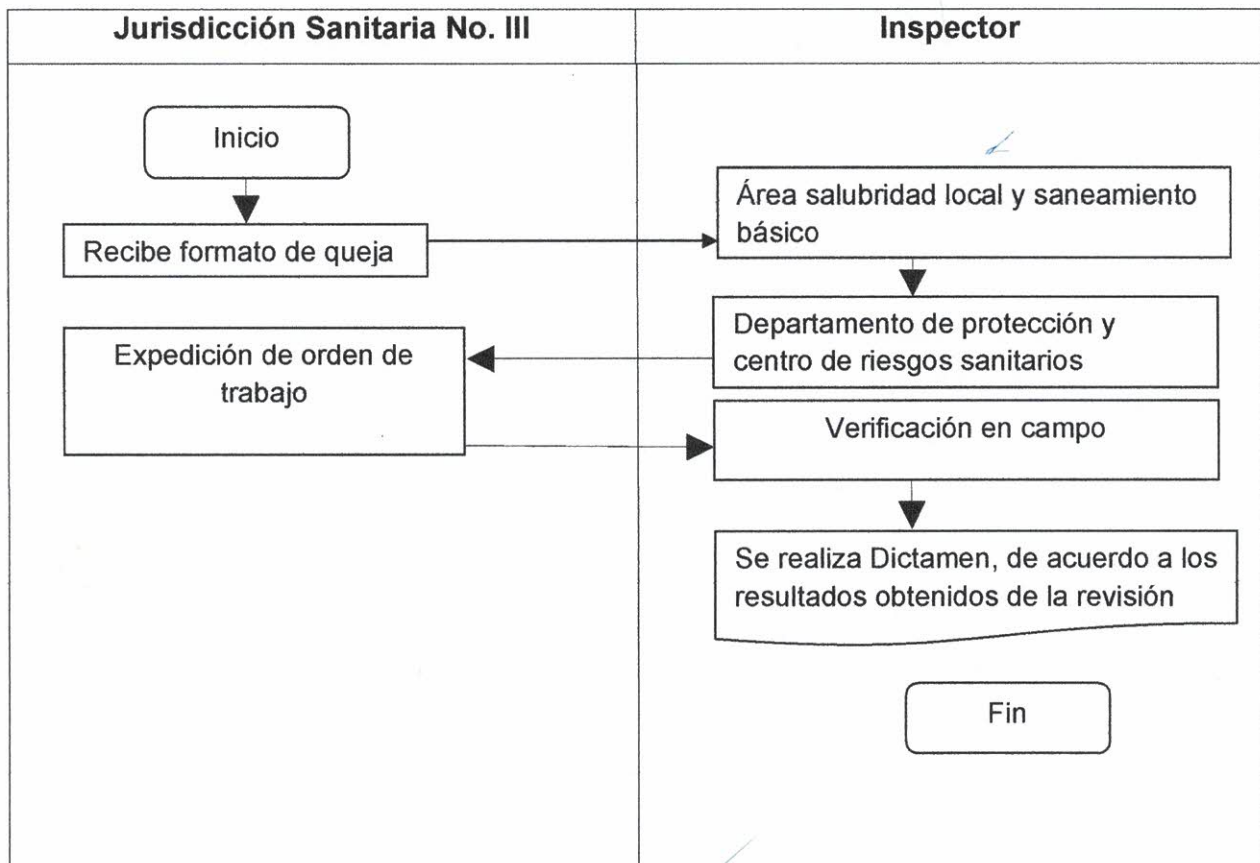 Jurisdicción Sanitaria No. III
Inspector
Inicio
Recibe formato de queja
Área salubridad local y saneamiento
básico
Departamento de protección y
centro de riesgos sanitarios
Expedición de orden de
trabajo
Verificación en campo
Se realiza Dictamen, de acuerdo a los
resultados obtenidos de la revisión
Fin